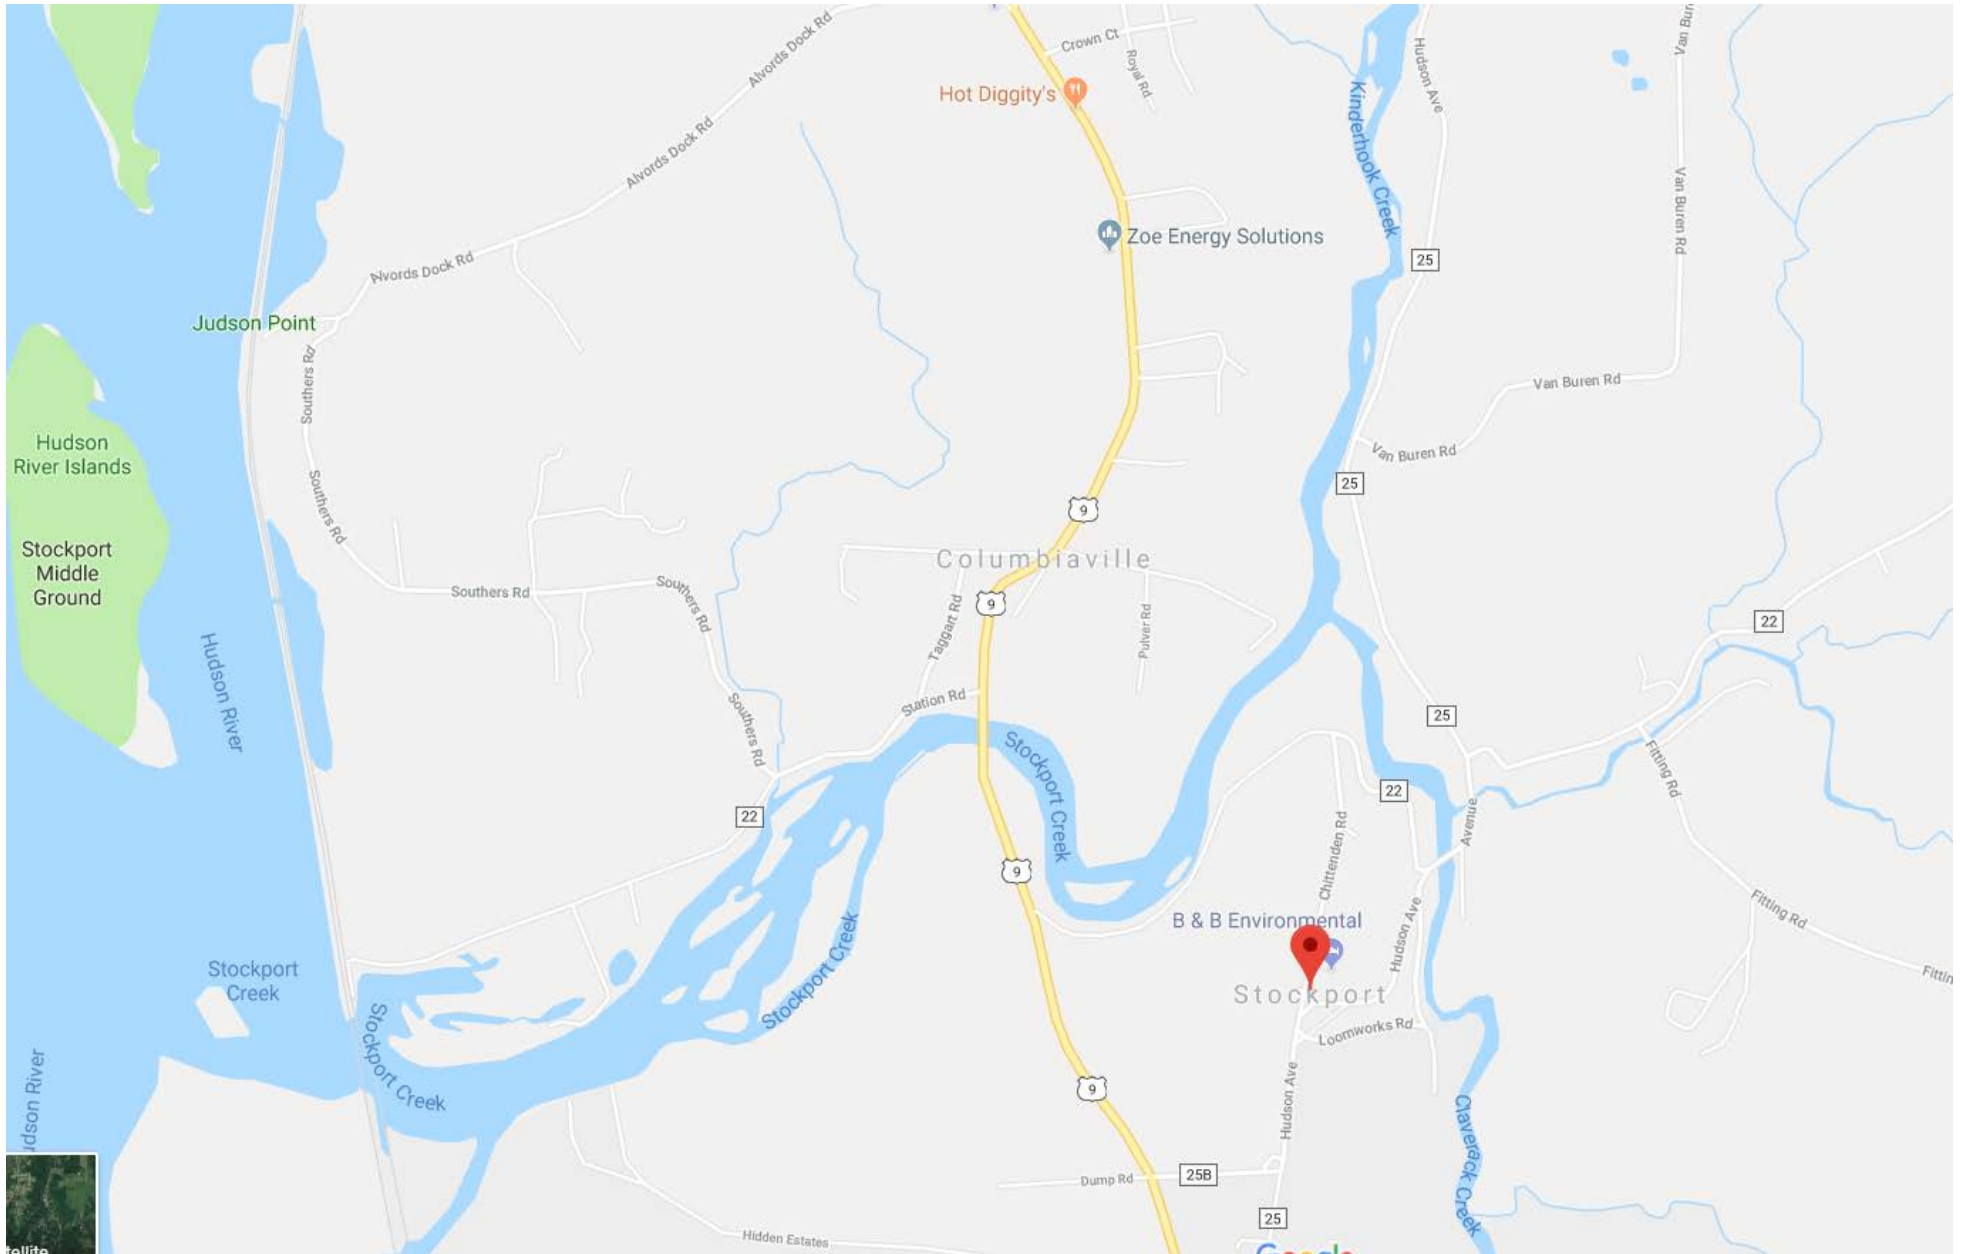 Crown Ct
Royal Rd
Hudson Ave
Van Bur
Alvords Dock Rd
Hot Diggity's
Kinderhook Creek
Alvords Dock Rd
Van Buren Rd
Zoe Energy Solutions
25
Alvords Dock Rd
Judson Point
Southers Rd
Van Buren Rd
Hudson
River Islands
Van Buren Rd
Southers Rd
25
9
Stockport
Middle
Ground
Columbiaville
Southers Rd
Southers Rd
9
Taggart Rd
Pulver Rd
22
Hudson River
Station Rd
Southers Rd
25
Stockport Creek
Fitting Rd
22
22
Avenue
Chittenden Rd
9
Fitting Rd
B & B Environmental
Hudson Ave
Stockport Creek
Stockport
Creek
Fittin
Stockport
Stockport Creek
Loomworks Rd
udson River
9
Hudson Ave
Claverack Creek
Dump Rd
25B
25
Hidden Estates
Google
tellite